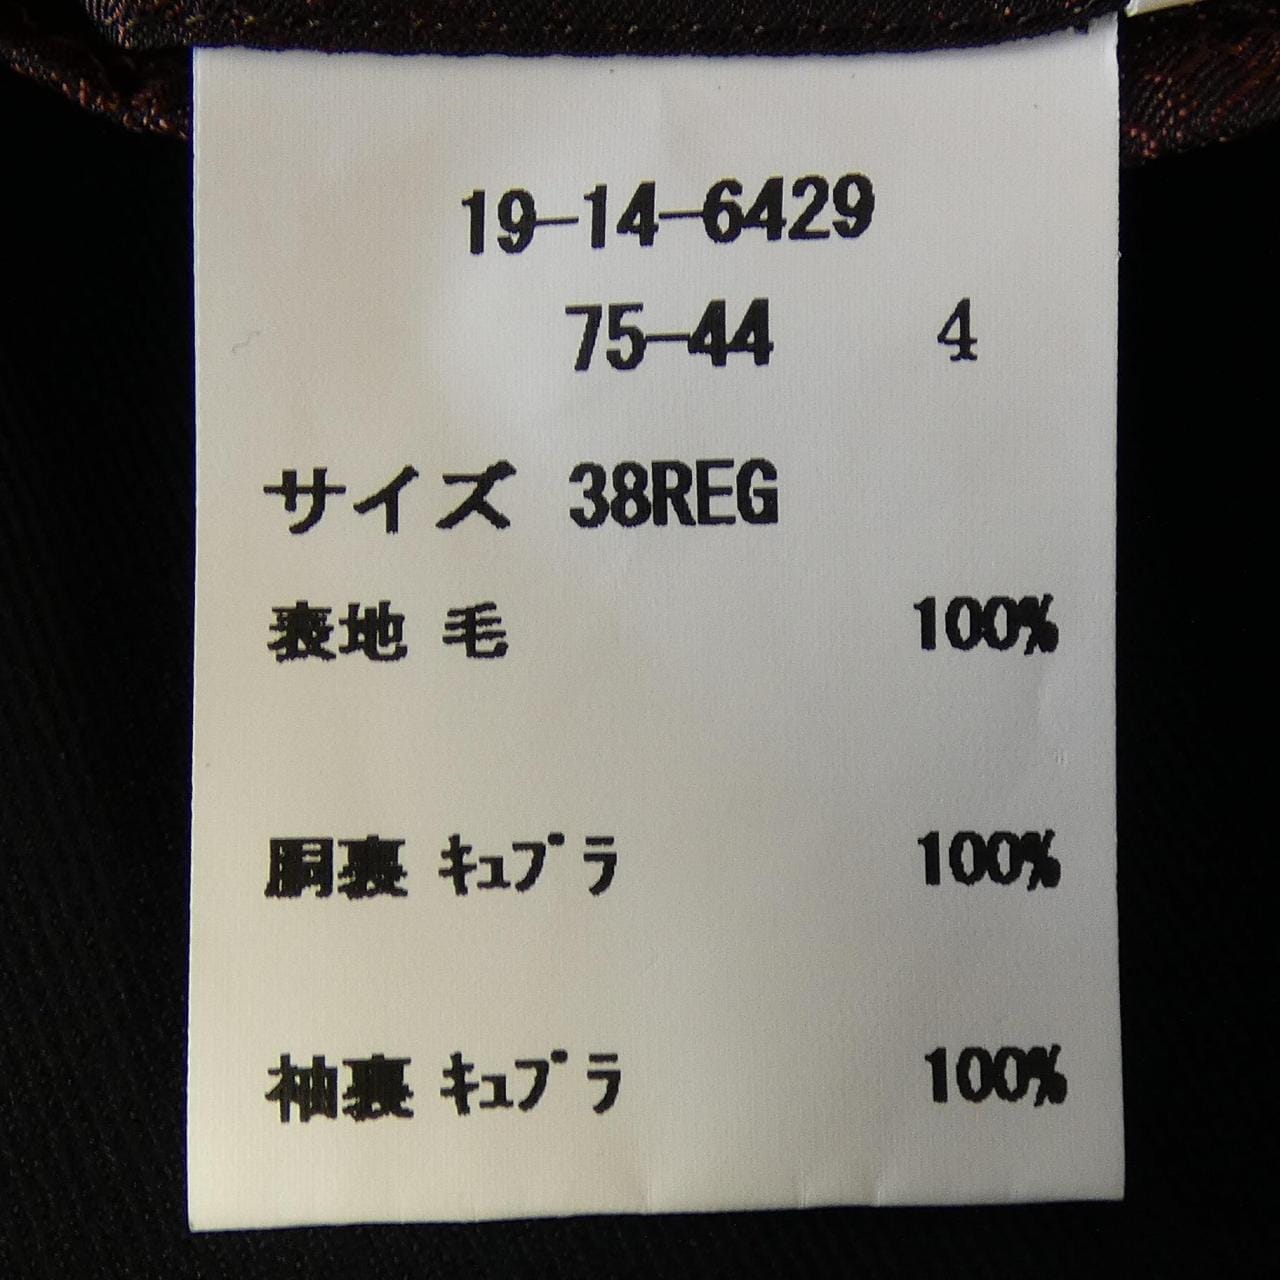 19-14-6429
75-44 4
サイズ 38REG
表地 毛 100%
胴裏 ｷｭﾌﾟﾗ 100%
袖裏 ｷｭﾌﾟﾗ 100%